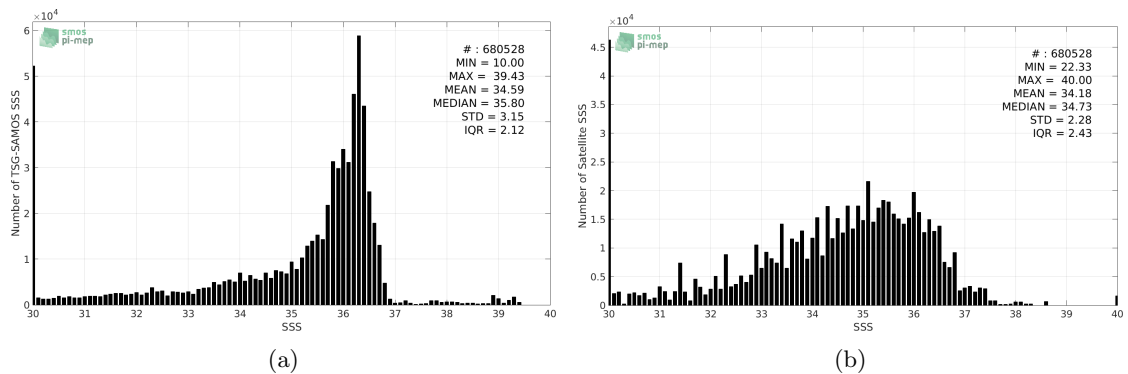 ×10⁴
smos
pi-mep
# : 680528
MIN = 10.00
MAX = 39.43
MEAN = 34.59
MEDIAN = 35.80
STD = 3.15
IQR = 2.12
Number of TSG-SAMOS SSS
6
5
4
3
2
1
0
30 31 32 33 34 35 36 37 38 39 40
SSS
(a)
×10⁴
smos
pi-mep
# : 680528
MIN = 22.33
MAX = 40.00
MEAN = 34.18
MEDIAN = 34.73
STD = 2.28
IQR = 2.43
Number of Satellite SSS
4.5
4
3.5
3
2.5
2
1.5
1
0.5
0
30 31 32 33 34 35 36 37 38 39 40
SSS
(b)